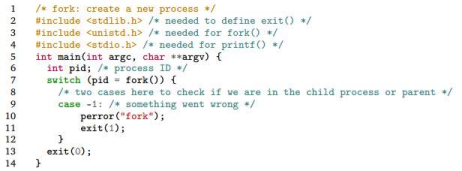 1 /* fork: create a new process */
2 #include <stdlib.h> /* needed to define exit() */
3 #include <unistd.h> /* needed for fork() */
4 #include <stdio.h> /* needed for printf() */
5 int main(int argc, char **argv) {
6 int pid; /* process ID */
7 switch (pid = fork()) {
8 /* two cases here to check if we are in the child process or parent */
9 case -1: /* something went wrong */
10 perror("fork");
11 exit(1);
12 }
13 exit(0);
14 }